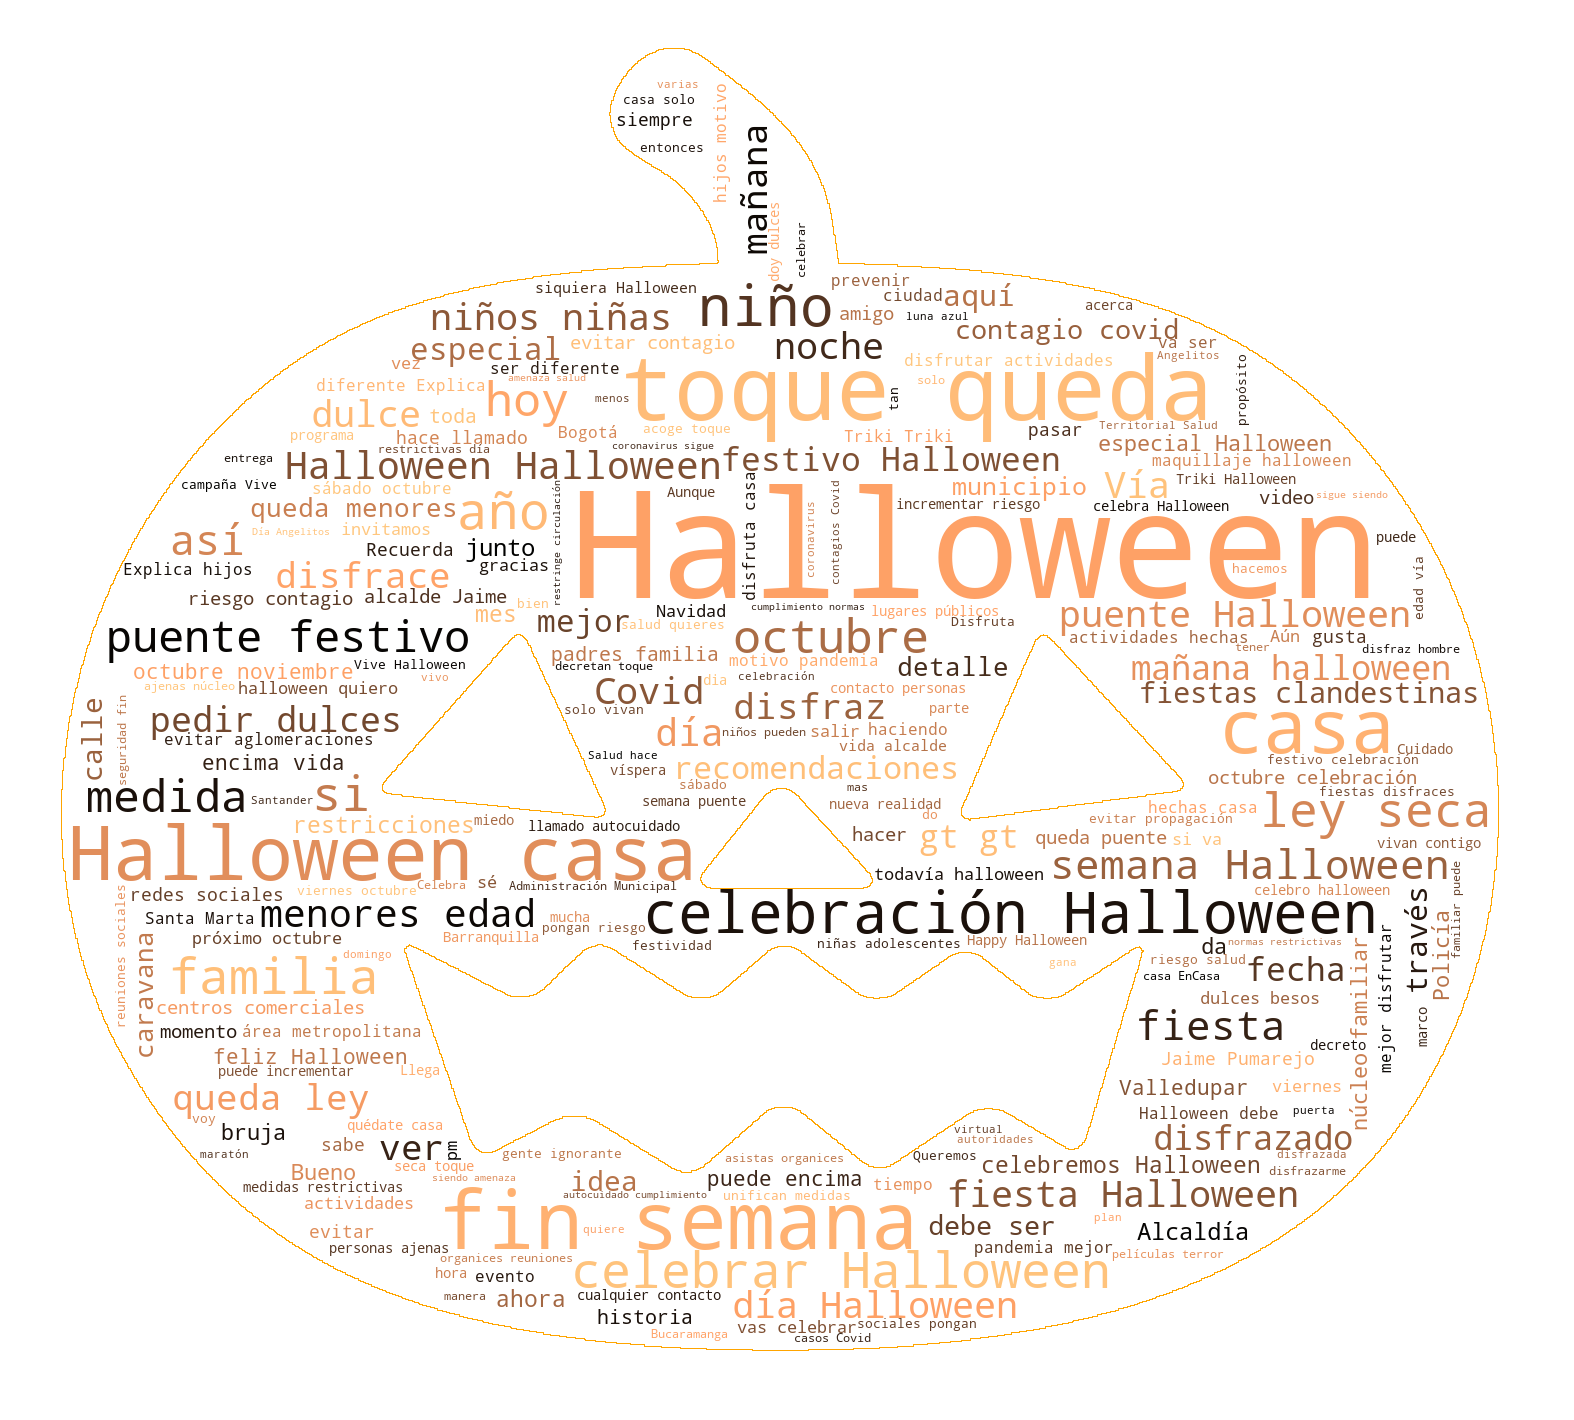 varias
casa solo
siempre
entonces
hijos motivo
mañana
doy dulces
celebrar
siquiera Halloween
niño
prevenir
ciudad
aquí
acerca
niños niñas
amigo
luna azul
contagio covid
especial
evitar contagio
noche
va ser
Angelitos
vez
ser diferente
amenaza salud
disfrutar actividades
diferente Explica
hoy
menos
toque
tan
solo
queda
propósito
dulce
toda
programa
hace llamado
Bogotá
acoge toque
Triki Triki
pasar
Territorial Salud
restrictivas día
coronavirus sigue
especial Halloween
entrega
Halloween Halloween
festivo Halloween
maquillaje halloween
campaña Vive
sábado octubre
Aunque
disfruta casa
municipio
Vía
Triki Halloween
video
sigue siendo
queda menores
año
restringe circulación
coronavirus
contagios Covid
incrementar riesgo
celebra Halloween
así
Día Angelitos
invitamos
Halloween
puede
Recuerda
junto
gracias
Explica hijos
disfrace
hacemos
edad vía
riesgo contagio
alcalde Jaime
mes
bien
Navidad
cumplimiento normas
lugares públicos
puente Halloween
puente festivo
mejor
salud quieres
octubre
Disfruta
actividades hechas
Aún
gusta
tener
disfraz hombre
padres familia
decretan toque
motivo pandemia
detalle
mañana halloween
octubre noviembre
Vive Halloween
vivo
celebración
ajenas núcleo
halloween quiero
Covid
dia
contacto personas
fiestas clandestinas
calle
seguridad fin
pedir dulces
solo vivan
disfraz
parte
casa
evitar aglomeraciones
día
niños pueden
salir
haciendo
vida alcalde
Cuidado
encima vida
Salud hace
víspera
recomendaciones
festivo celebración
octubre celebración
medida
Santander
si
sábado
mas
fiestas disfraces
semana puente
nueva realidad
do
hechas casa
ley seca
restricciones
miedo
llamado autocuidado
hacer
gt gt
queda puente
evitar propagación
si va
vivan contigo
Halloween casa
todavía halloween
semana Halloween
redes sociales
viernes octubre
Celebra
sé
Administración Municipal
celebro halloween
familiar puede
reuniones sociales
Santa Marta
menores edad
mucha
pongan riesgo
celebración Halloween
través
Policía
próximo octubre
Barranquilla
festividad
niñas adolescentes
Happy Halloween
da
normas restrictivas
caravana
familia
domingo
gana
riesgo salud
casa EnCasa
fecha
núcleo familiar
mejor disfrutar
marco
centros comerciales
dulces besos
momento
área metropolitana
fiesta
decreto
feliz Halloween
puede incrementar
Llega
Jaime Pumarejo
queda ley
Valledupar
viernes
voy
quédate casa
Halloween debe
puerta
bruja
sabe
ver
pm
virtual
autoridades
disfrazado
maratón
gente ignorante
asistas organices
Queremos
disfrazada
Bueno
seca toque
siendo amenaza
idea
puede encima
tiempo
celebremos Halloween
disfrazarme
medidas restrictivas
autocuidado cumplimiento
unifican medidas
fiesta Halloween
actividades
fin semana
quiere
debe ser
plan
Alcaldía
evitar
personas ajenas
pandemia mejor
películas terror
organices reuniones
hora
evento
celebrar Halloween
manera
ahora
cualquier contacto
día Halloween
historia
Bucaramanga
vas celebrar
sociales pongan
casos Covid